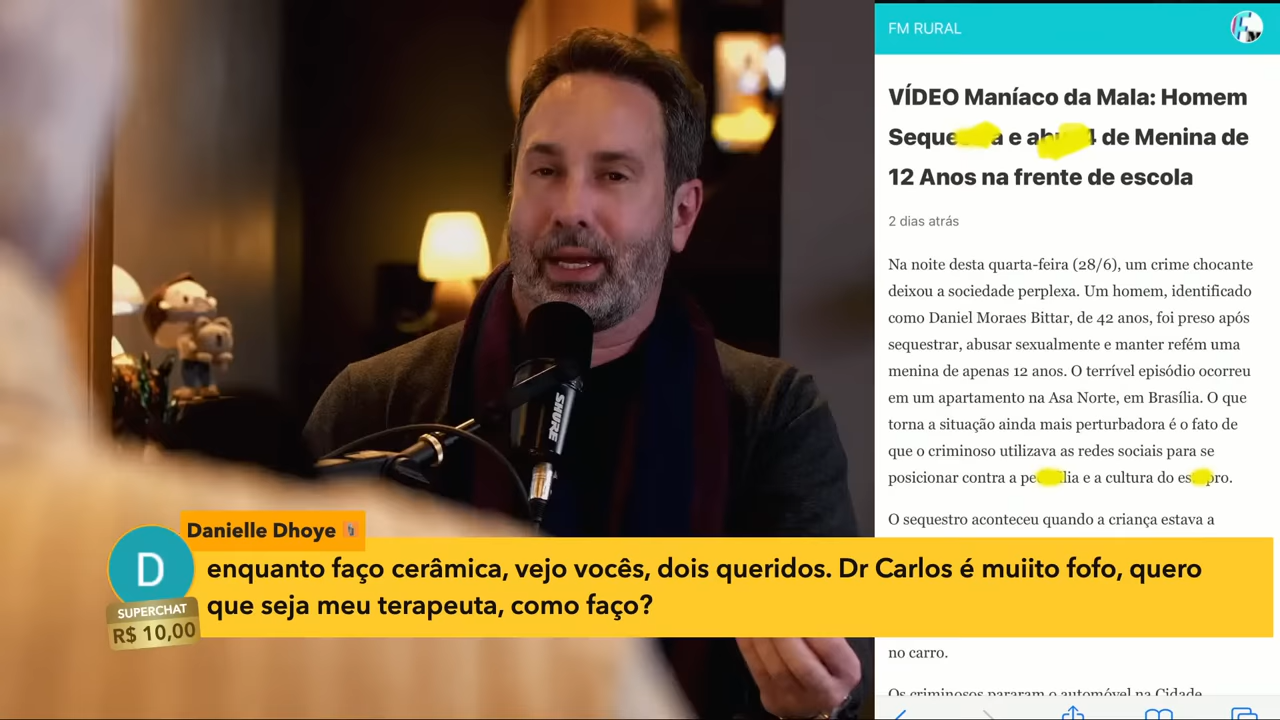 FM RURAL
VÍDEO Maníaco da Mala: Homem
e de Menina de
12 Anos na frente de escola
2 dias atrás
Na noite desta quarta-feira (28/6), um crime chocante
deixou a sociedade perplexa. Um homem, identificado
como Daniel Moraes Bittar, de 42 anos, foi preso após
sequestrar, abusar sexualmente e manter refém uma
menina de apenas 12 anos. O terrível episódio ocorreu
em um apartamento na Asa Norte, em Brasília. O que
torna a situação ainda mais perturbadora é o fato de
que o criminoso utilizava as redes sociais para se
posicionar contra a e a cultura do
O sequestro aconteceu quando a criança estava a
no carro.
Os criminosos pararam o automóvel na Cidade
SHURE
Danielle Dhoye
D
enquanto faço cerâmica, vejo vocês, dois queridos. Dr Carlos é muiito fofo, quero
que seja meu terapeuta, como faço?
SUPERCHAT
R$ 10,00